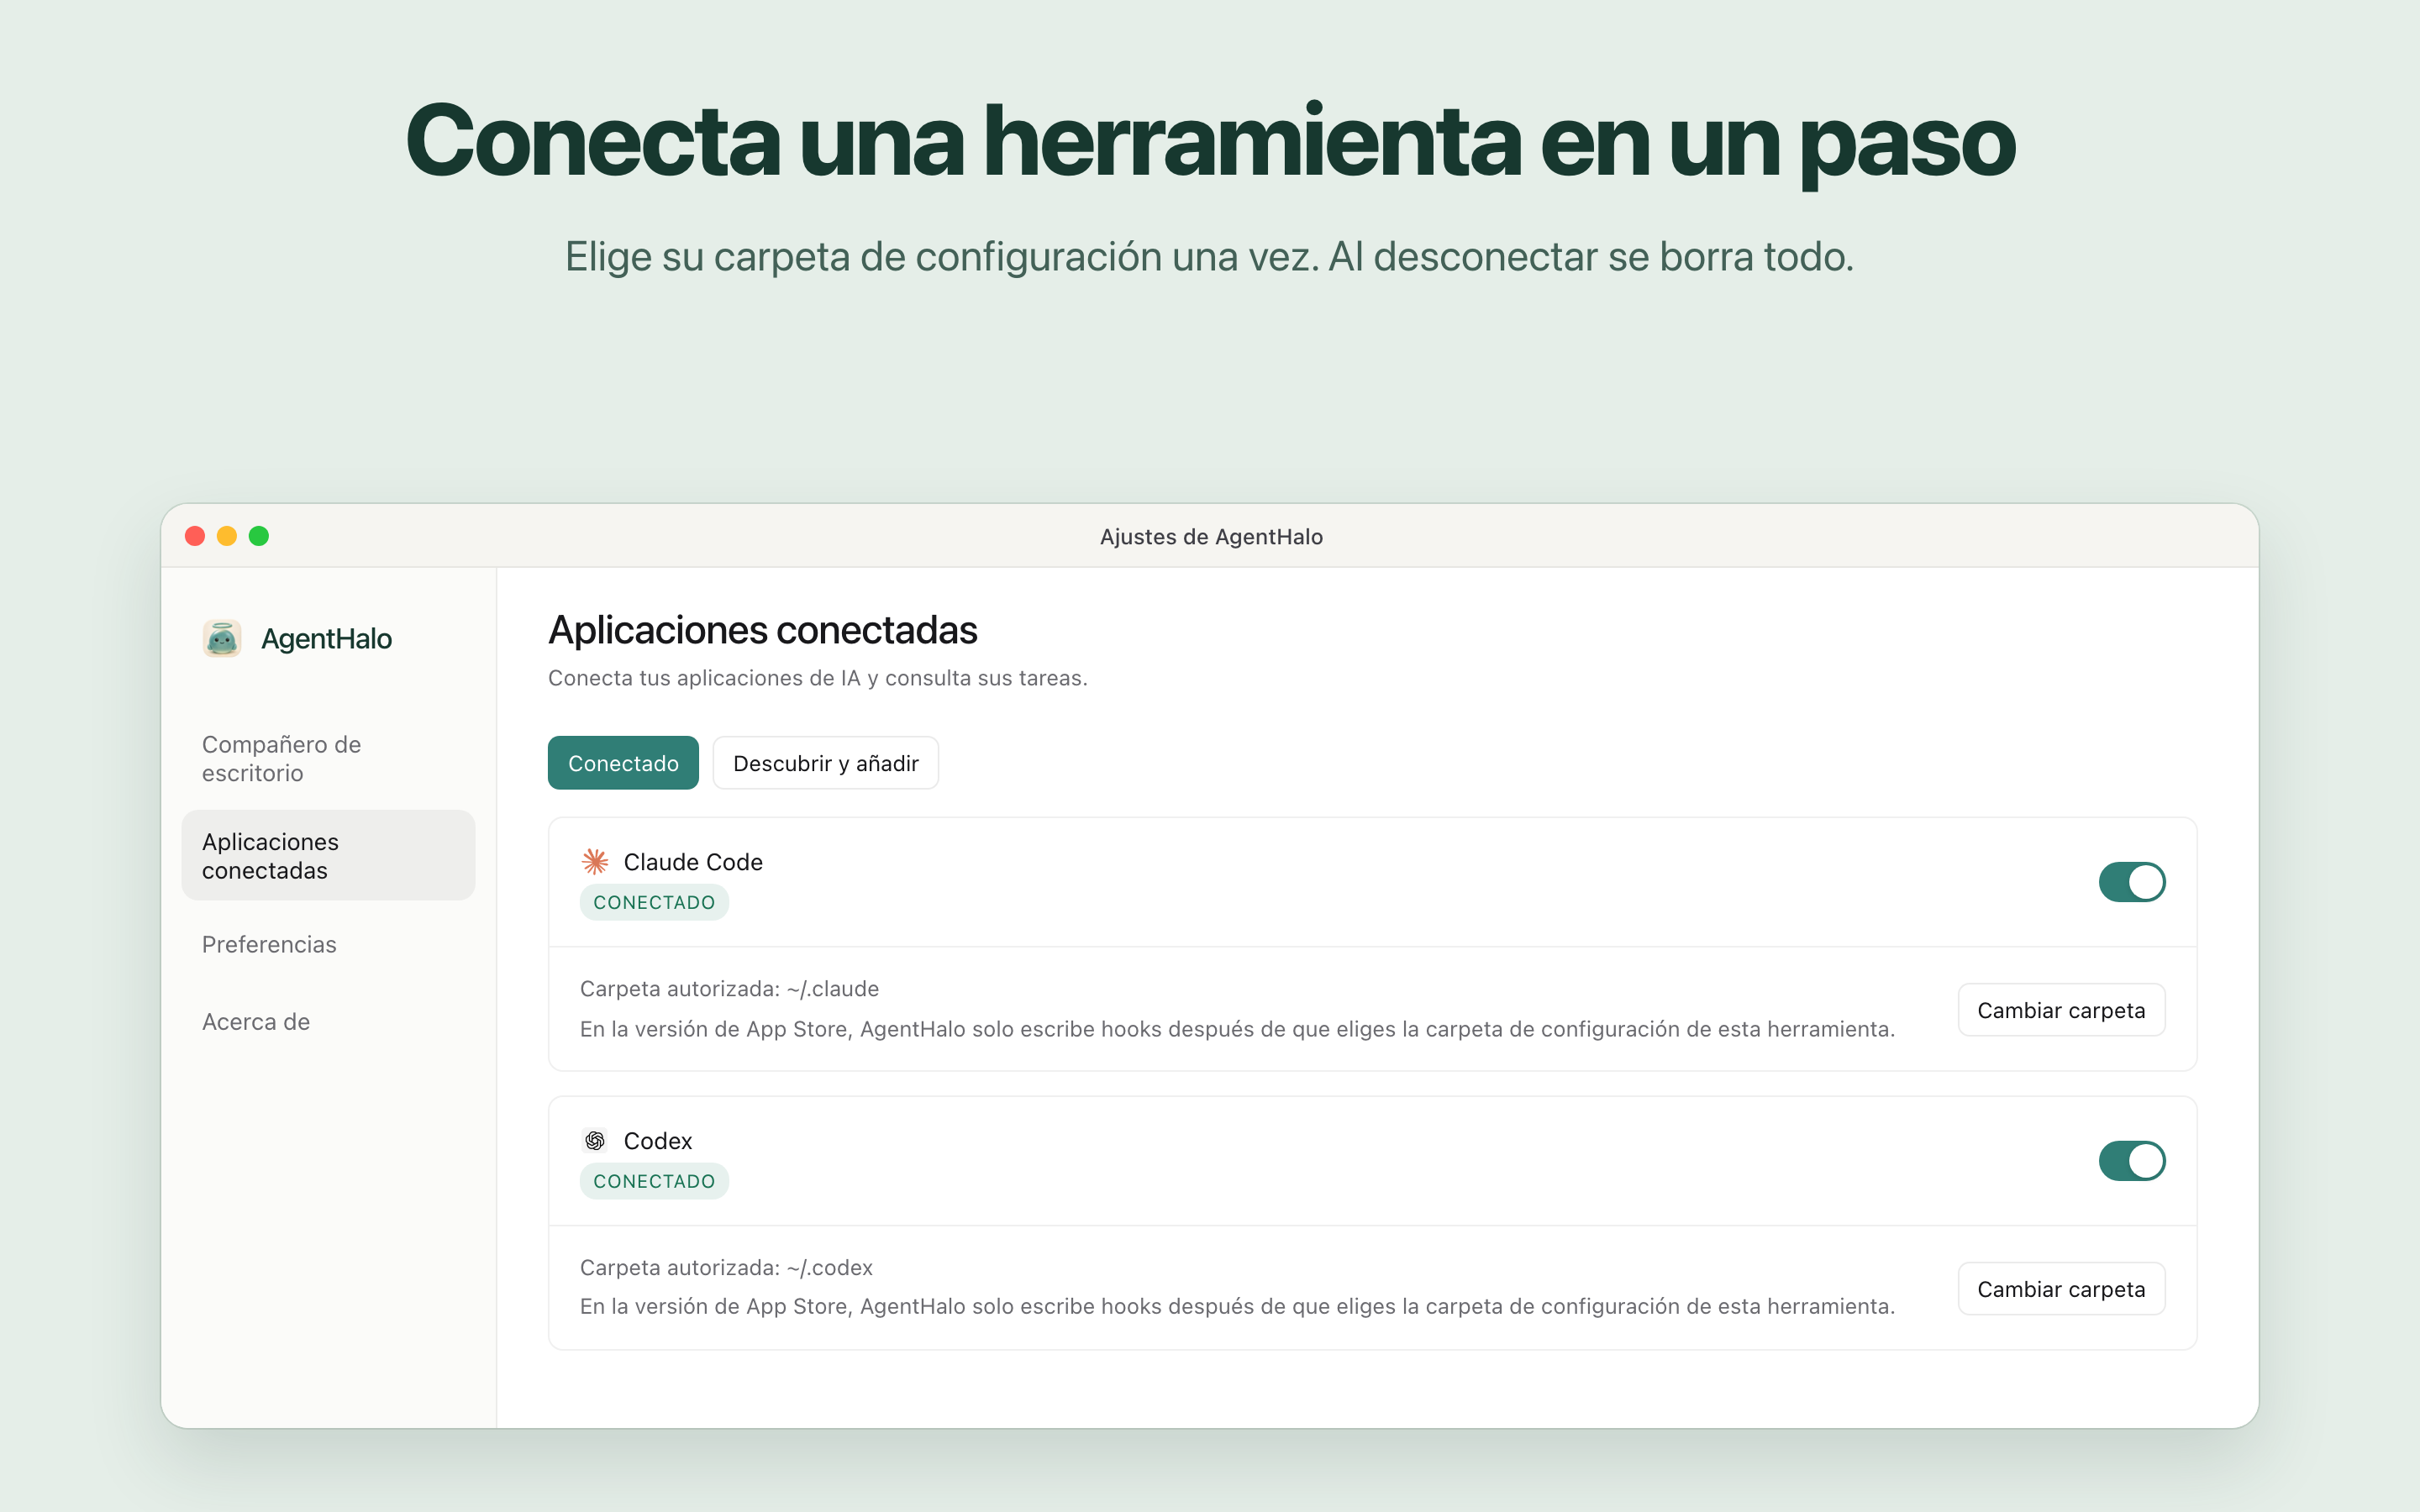 Conecta una herramienta en un paso
Elige su carpeta de configuración una vez. Al desconectar se borra todo.
Ajustes de AgentHalo
AgentHalo
Compañero de
escritorio
Aplicaciones
conectadas
Preferencias
Acerca de
Aplicaciones conectadas
Conecta tus aplicaciones de IA y consulta sus tareas.
Conectado
Descubrir y añadir
Claude Code
CONECTADO
Carpeta autorizada: ~/.claude
En la versión de App Store, AgentHalo solo escribe hooks después de que eliges la carpeta de configuración de esta herramienta.
Cambiar carpeta
Codex
CONECTADO
Carpeta autorizada: ~/.codex
En la versión de App Store, AgentHalo solo escribe hooks después de que eliges la carpeta de configuración de esta herramienta.
Cambiar carpeta